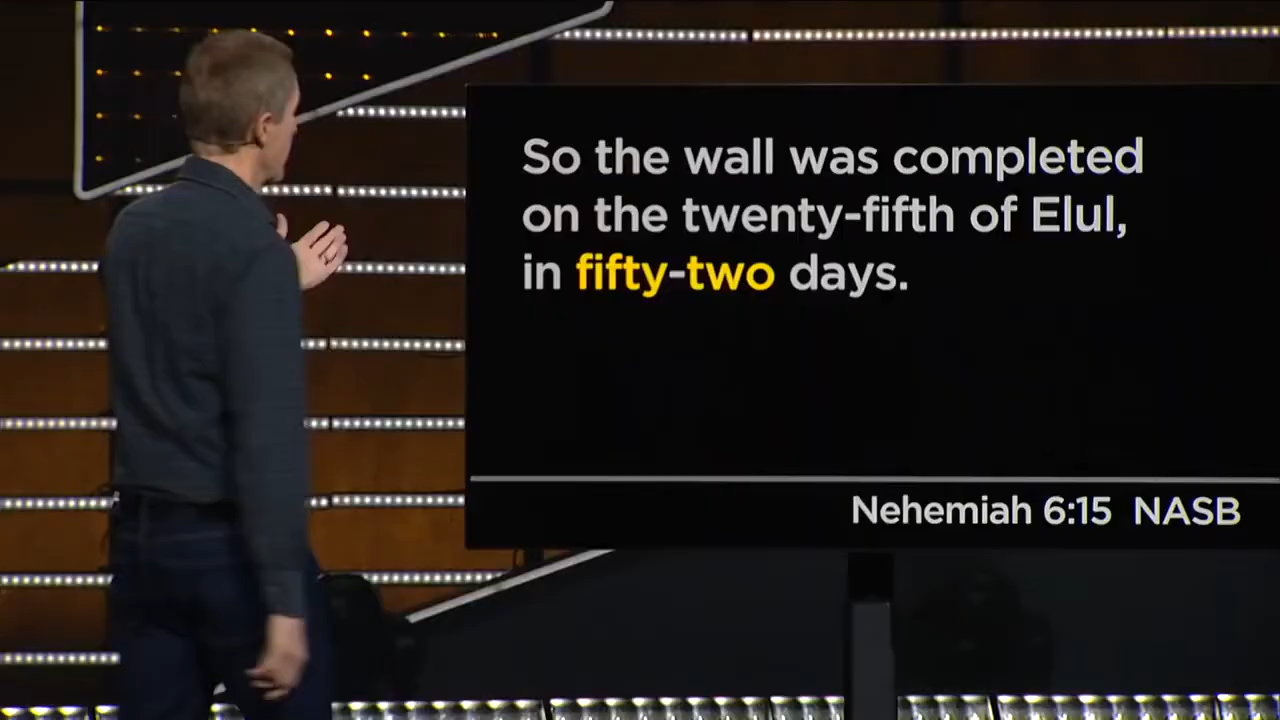 So the wall was completed
on the twenty-fifth of Elul,
in fifty-two days.
Nehemiah 6:15 NASB